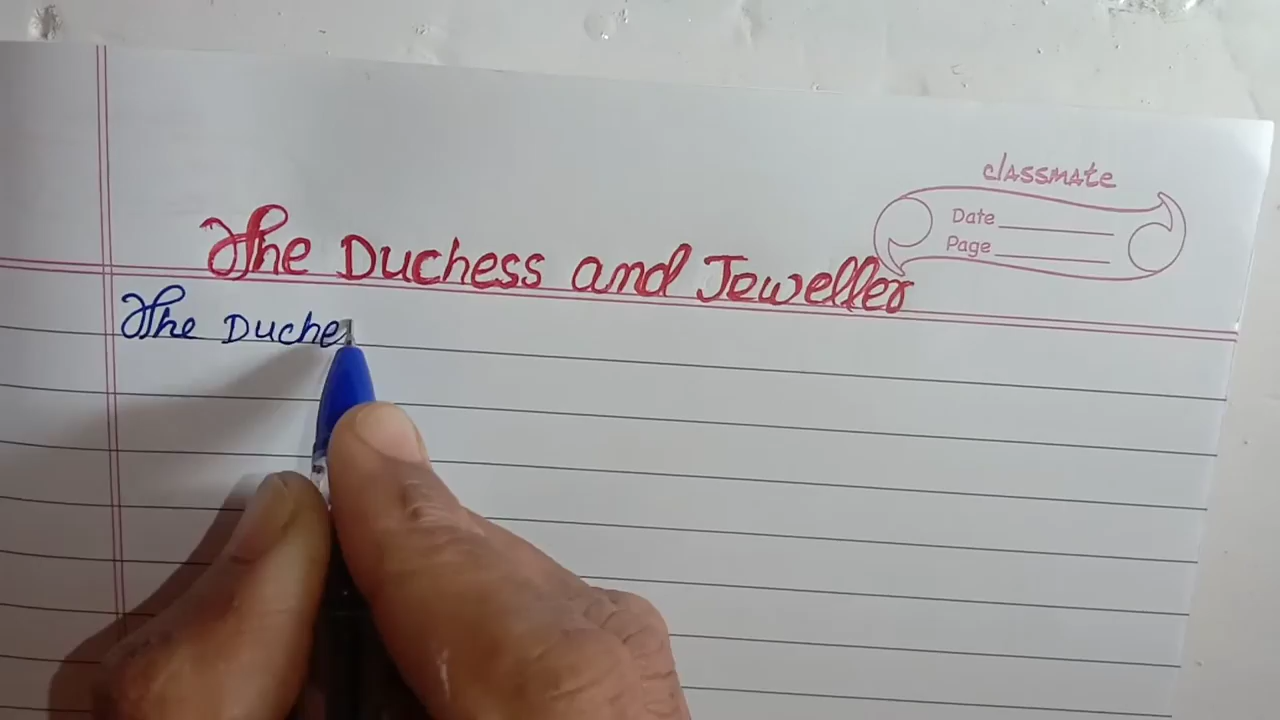 classmate
Date
Page
The Duchess and Jeweller
The Duche